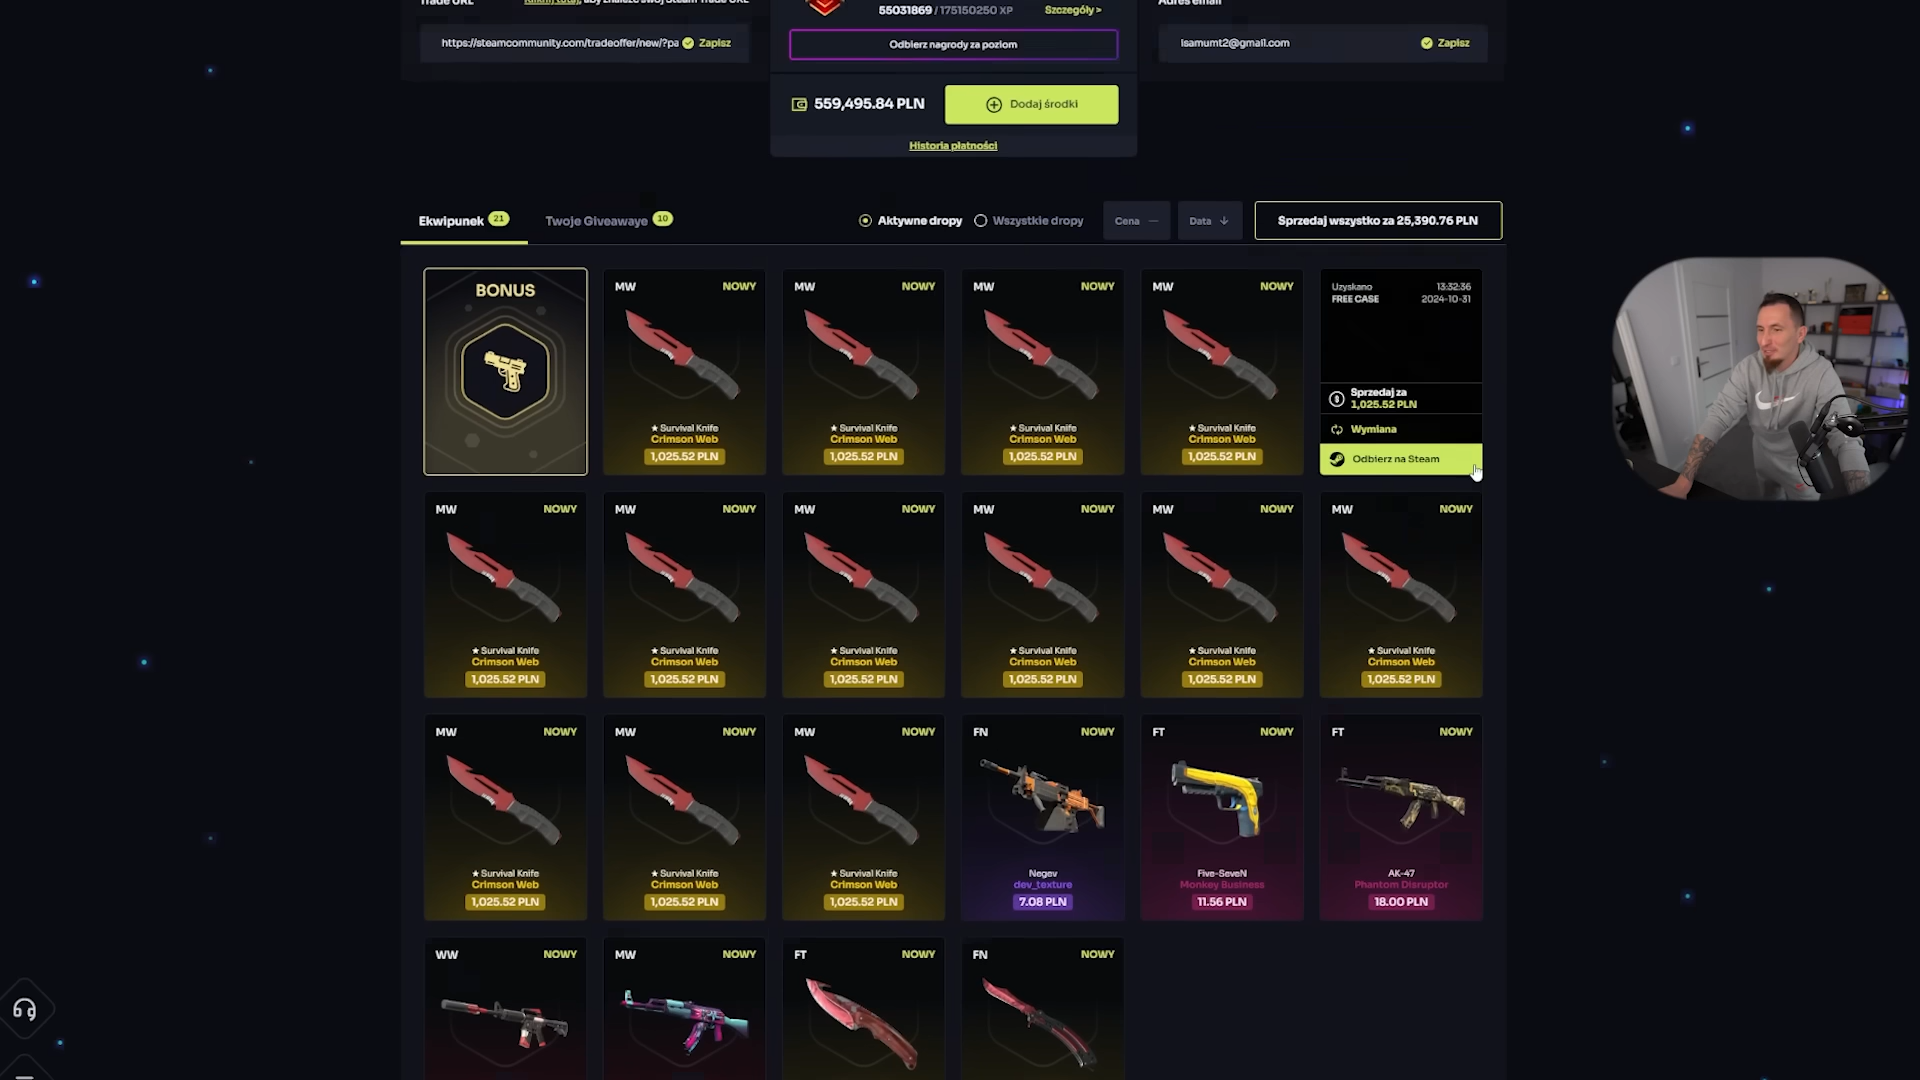 Trade URL
Kliknij tutaj, aby znaleźć swój Steam Trade URL
https://steamcommunity.com/tradeoffer/new/?pa
Zapisz
55031869 / 175150250 XP
Szczegóły >
Odbierz nagrody za poziom
559,495.84 PLN
Dodaj środki
Historia płatności
Adres email
isamumt2@gmail.com
Zapisz
Ekwipunek 21
Twoje Giveawaye 10
Aktywne dropy
Wszystkie dropy
Cena
Data
Sprzedaj wszystko za 25,390.76 PLN
BONUS
MW NOWY
★ Survival Knife
Crimson Web
1,025.52 PLN
MW NOWY
★ Survival Knife
Crimson Web
1,025.52 PLN
MW NOWY
★ Survival Knife
Crimson Web
1,025.52 PLN
MW NOWY
★ Survival Knife
Crimson Web
1,025.52 PLN
Uzyskano 13:32:36
FREE CASE 2024-10-31
Sprzedaj za
1,025.52 PLN
Wymiana
Odbierz na Steam
MW NOWY
★ Survival Knife
Crimson Web
1,025.52 PLN
MW NOWY
★ Survival Knife
Crimson Web
1,025.52 PLN
MW NOWY
★ Survival Knife
Crimson Web
1,025.52 PLN
MW NOWY
★ Survival Knife
Crimson Web
1,025.52 PLN
MW NOWY
★ Survival Knife
Crimson Web
1,025.52 PLN
MW NOWY
★ Survival Knife
Crimson Web
1,025.52 PLN
MW NOWY
★ Survival Knife
Crimson Web
1,025.52 PLN
MW NOWY
★ Survival Knife
Crimson Web
1,025.52 PLN
MW NOWY
★ Survival Knife
Crimson Web
1,025.52 PLN
FN NOWY
Negev
dev_texture
7.08 PLN
FT NOWY
Five-SeveN
Monkey Business
11.56 PLN
FT NOWY
AK-47
Phantom Disruptor
18.00 PLN
WW NOWY
MW NOWY
FT NOWY
FN NOWY